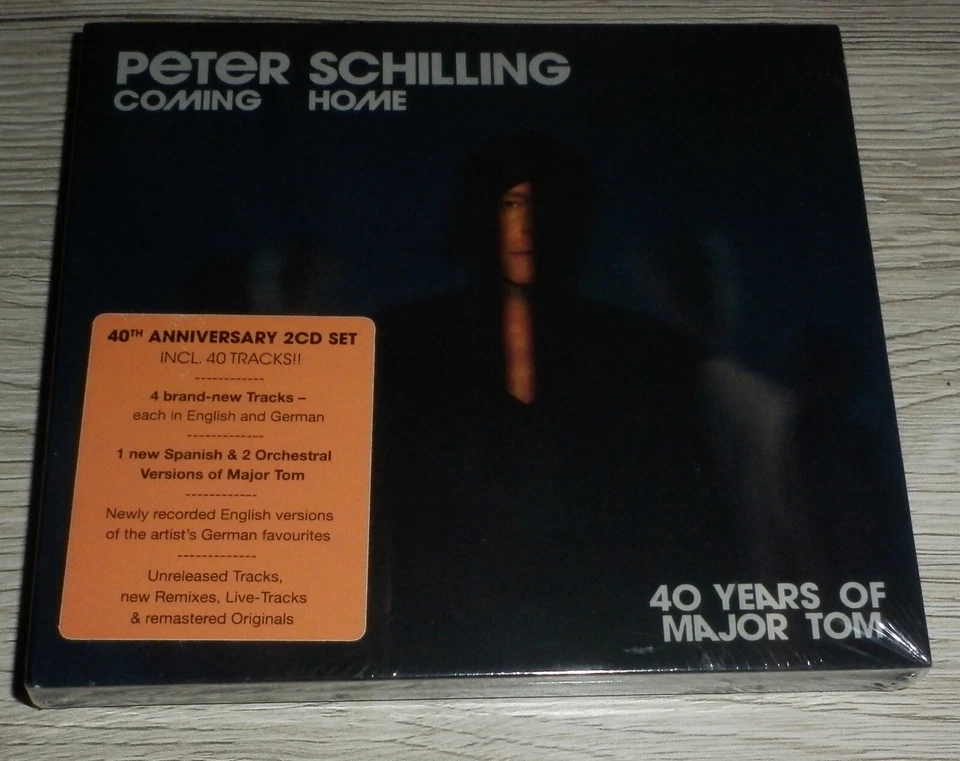 PETER SCHILLING
COMING HOME
40TH ANNIVERSARY 2CD SET
INCL. 40 TRACKS!!
------------
4 brand-new Tracks –
each in English and German
-------------
1 new Spanish & 2 Orchestral
Versions of Major Tom
------------
Newly recorded English versions
of the artist's German favourites
-------------
Unreleased Tracks,
new Remixes, Live-Tracks
& remastered Originals
40 YEARS OF
MAJOR TOM